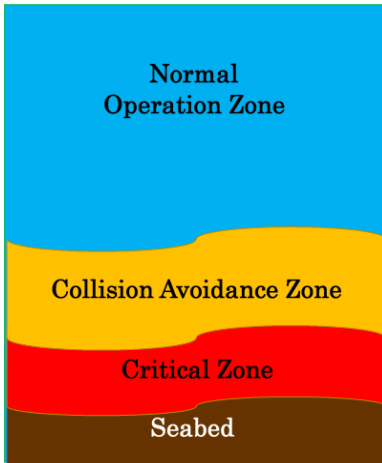 Normal
Operation Zone
Collision Avoidance Zone
Critical Zone
Seabed